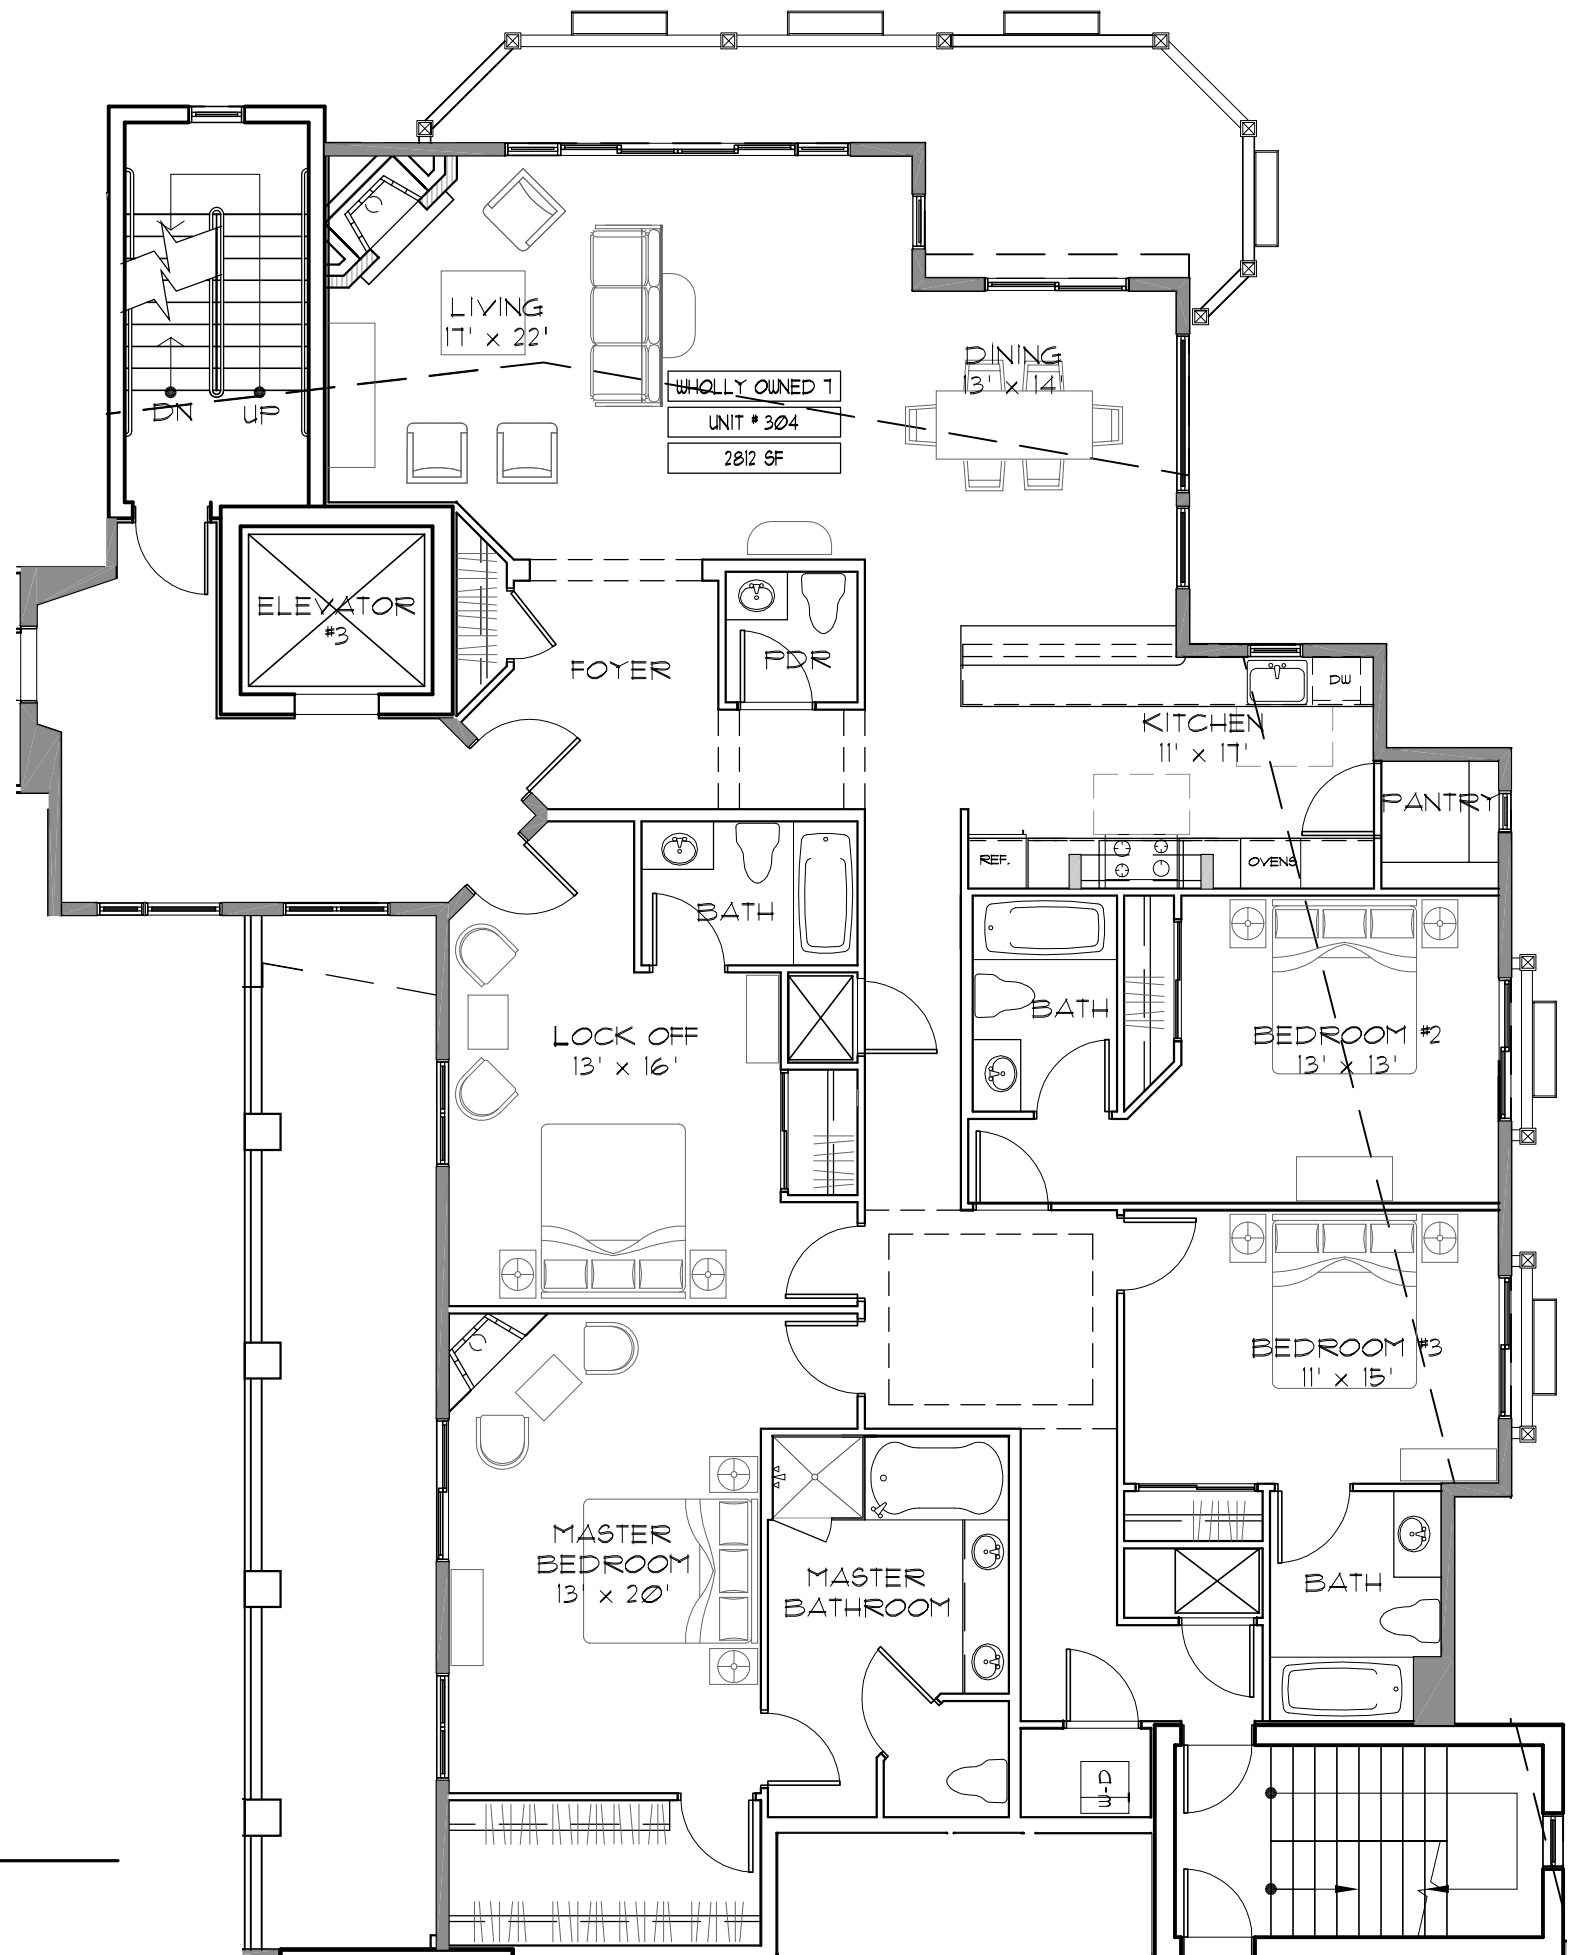 LIVING
17' x 22'
DINING
13' x 14'
WHOLLY OWNED 7
UNIT # 304
2812 SF
DN
UP
ELEVATOR
#3
FOYER
PDR
DW
KITCHEN
11' x 17'
PANTRY
REF.
OVENS
BATH
LOCK OFF
13' x 16'
BATH
BEDROOM #2
13' x 13'
BEDROOM #3
11' x 15'
MASTER
BEDROOM
13' x 20'
MASTER
BATHROOM
BATH
W-D